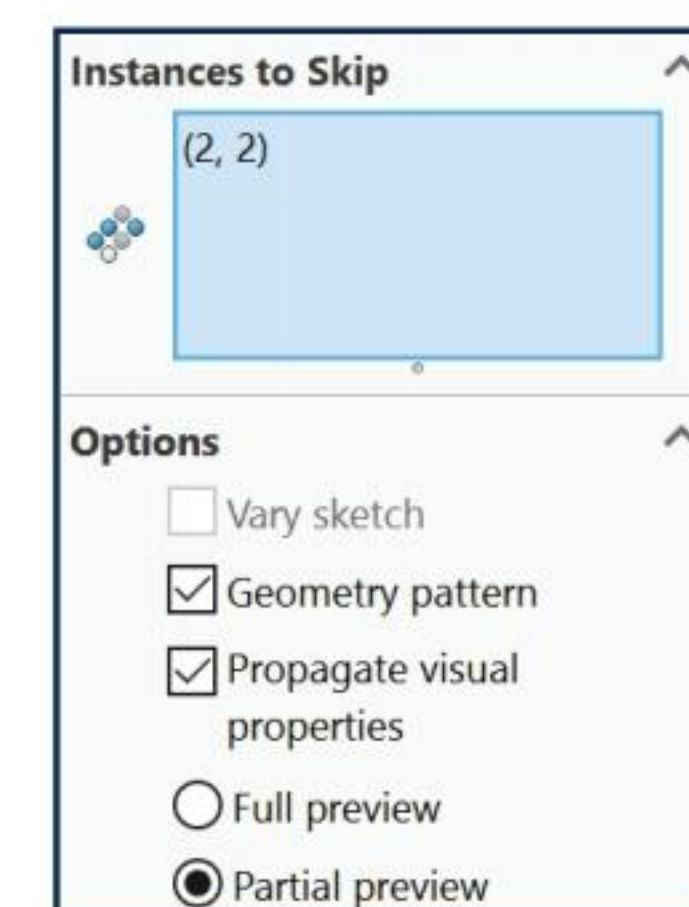 Instances to Skip
(2, 2)
Options
Vary sketch
Geometry pattern
Propagate visual
properties
Full preview
Partial preview